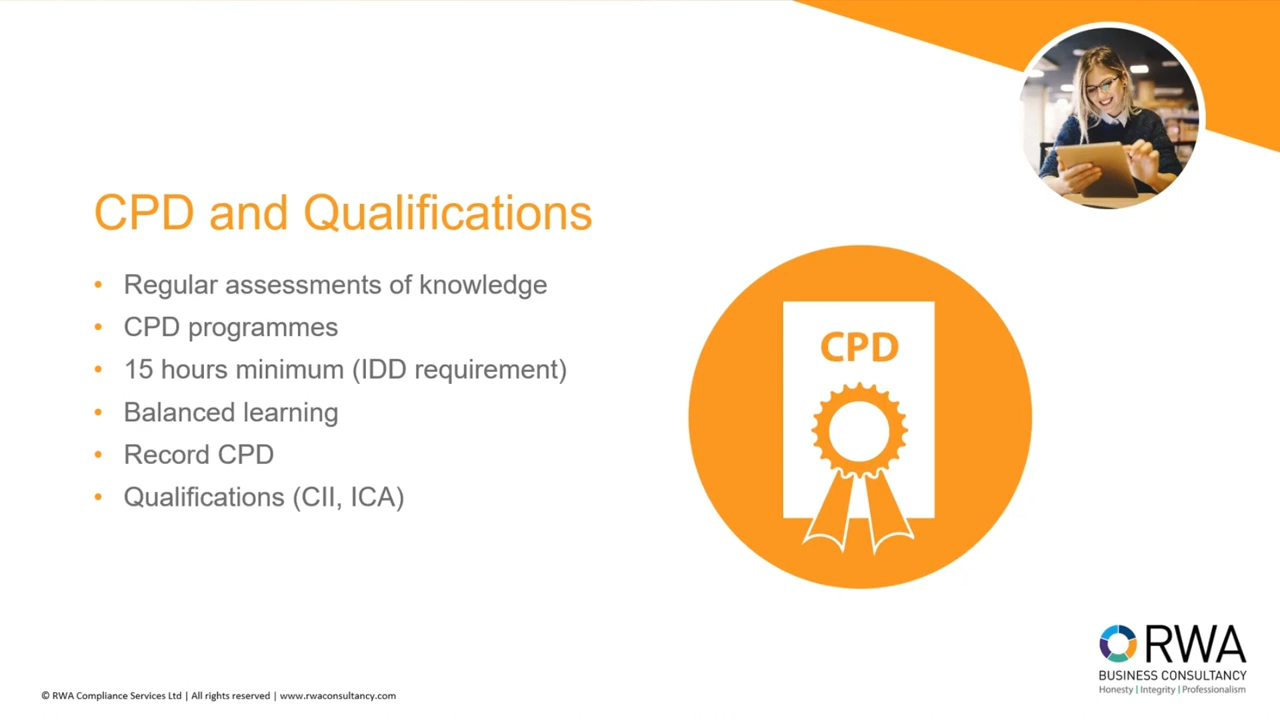 CPD and Qualifications
• Regular assessments of knowledge
• CPD programmes
• 15 hours minimum (IDD requirement)
• Balanced learning
• Record CPD
• Qualifications (CII, ICA)
CPD
RWA
BUSINESS CONSULTANCY
Honesty | Integrity | Professionalism
© RWA Compliance Services Ltd | All rights reserved | www.rwaconsultancy.com